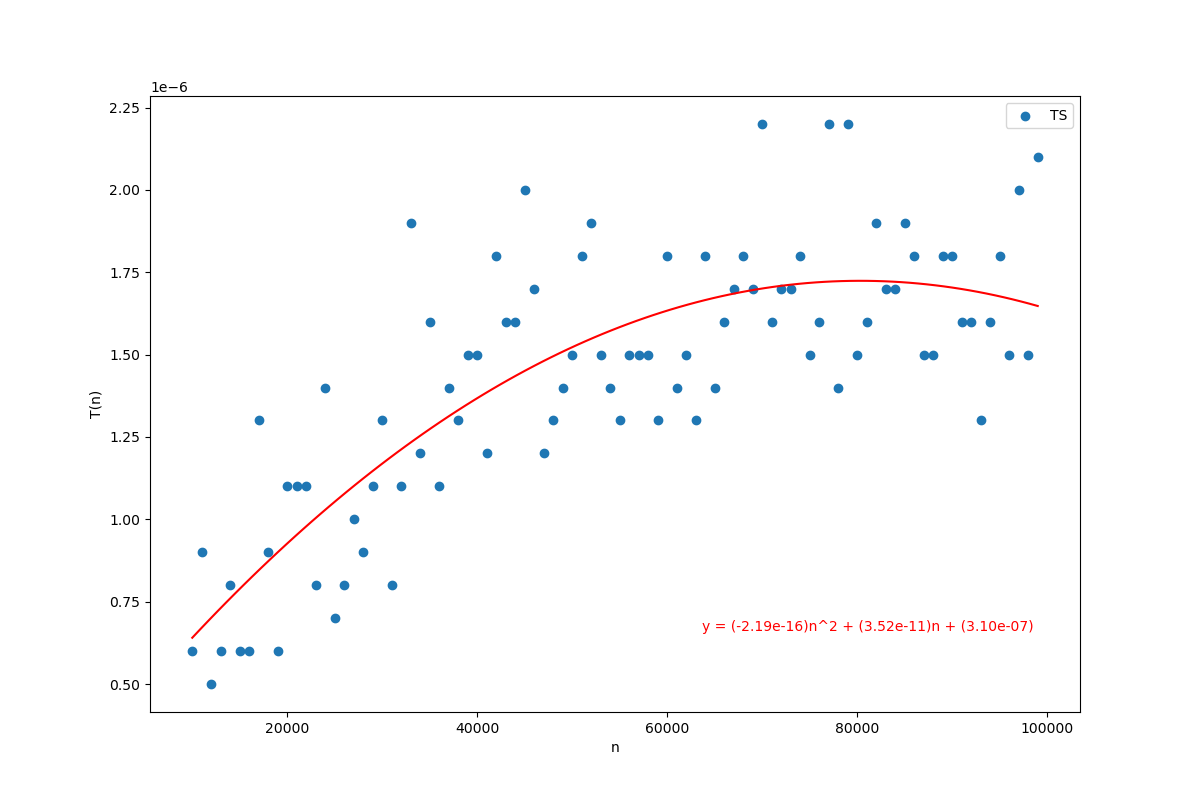 1e−6
TS
2.25
2.00
1.75
1.50
1.25
1.00
0.75
0.50
T(n)
y = (-2.19e-16)n^2 + (3.52e-11)n + (3.10e-07)
20000 40000 60000 80000 100000
n